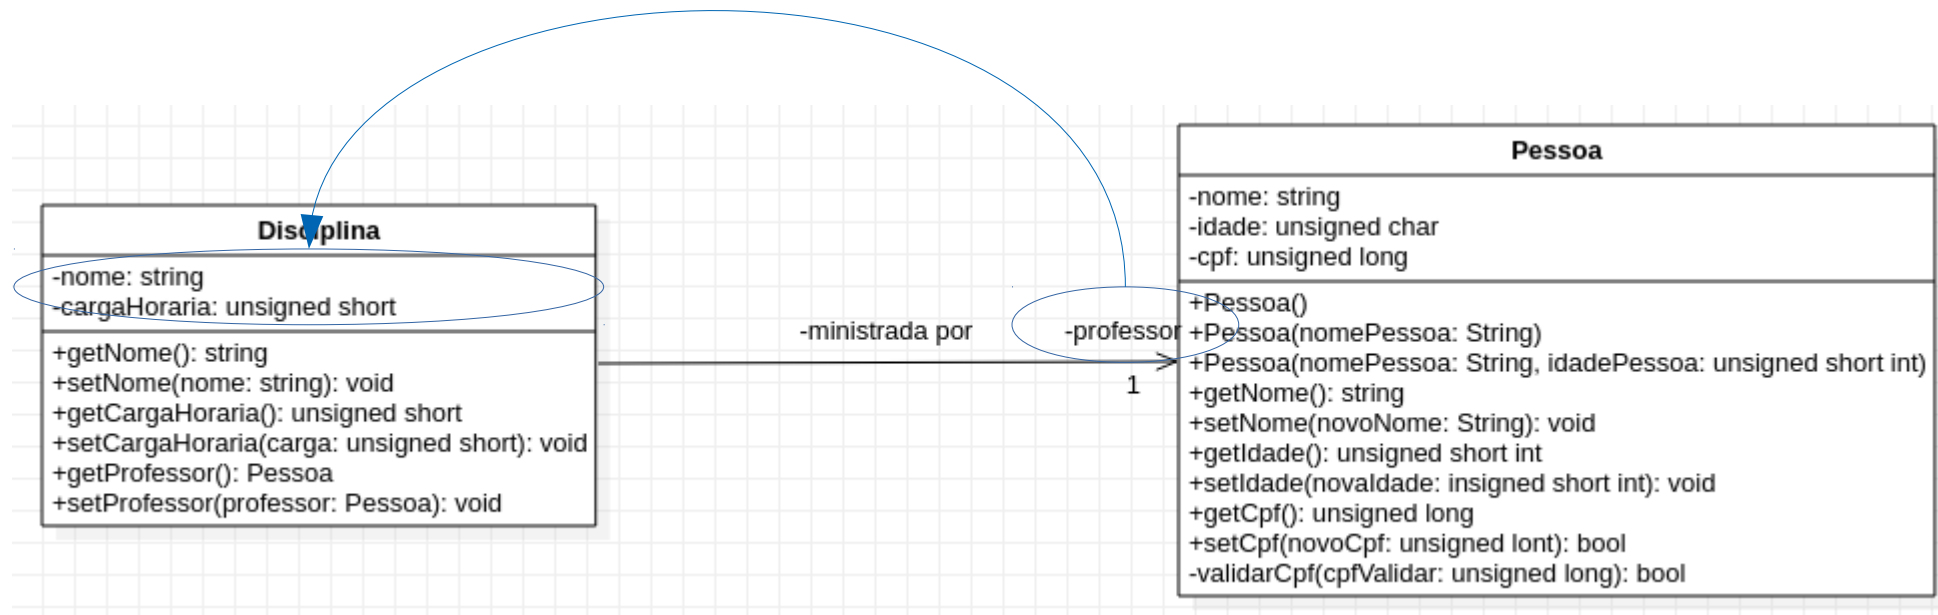 Disciplina
-nome: string
-cargaHoraria: unsigned short
+getNome(): string
+setNome(nome: string): void
+getCargaHoraria(): unsigned short
+setCargaHoraria(carga: unsigned short): void
+getProfessor(): Pessoa
+setProfessor(professor: Pessoa): void
-ministrada por
-professor
1
Pessoa
-nome: string
-idade: unsigned char
-cpf: unsigned long
+Pessoa()
+Pessoa(nomePessoa: String)
+Pessoa(nomePessoa: String, idadePessoa: unsigned short int)
+getNome(): string
+setNome(novoNome: String): void
+getIdade(): unsigned short int
+setIdade(novaIdade: insigned short int): void
+getCpf(): unsigned long
+setCpf(novoCpf: unsigned lont): bool
-validarCpf(cpfValidar: unsigned long): bool